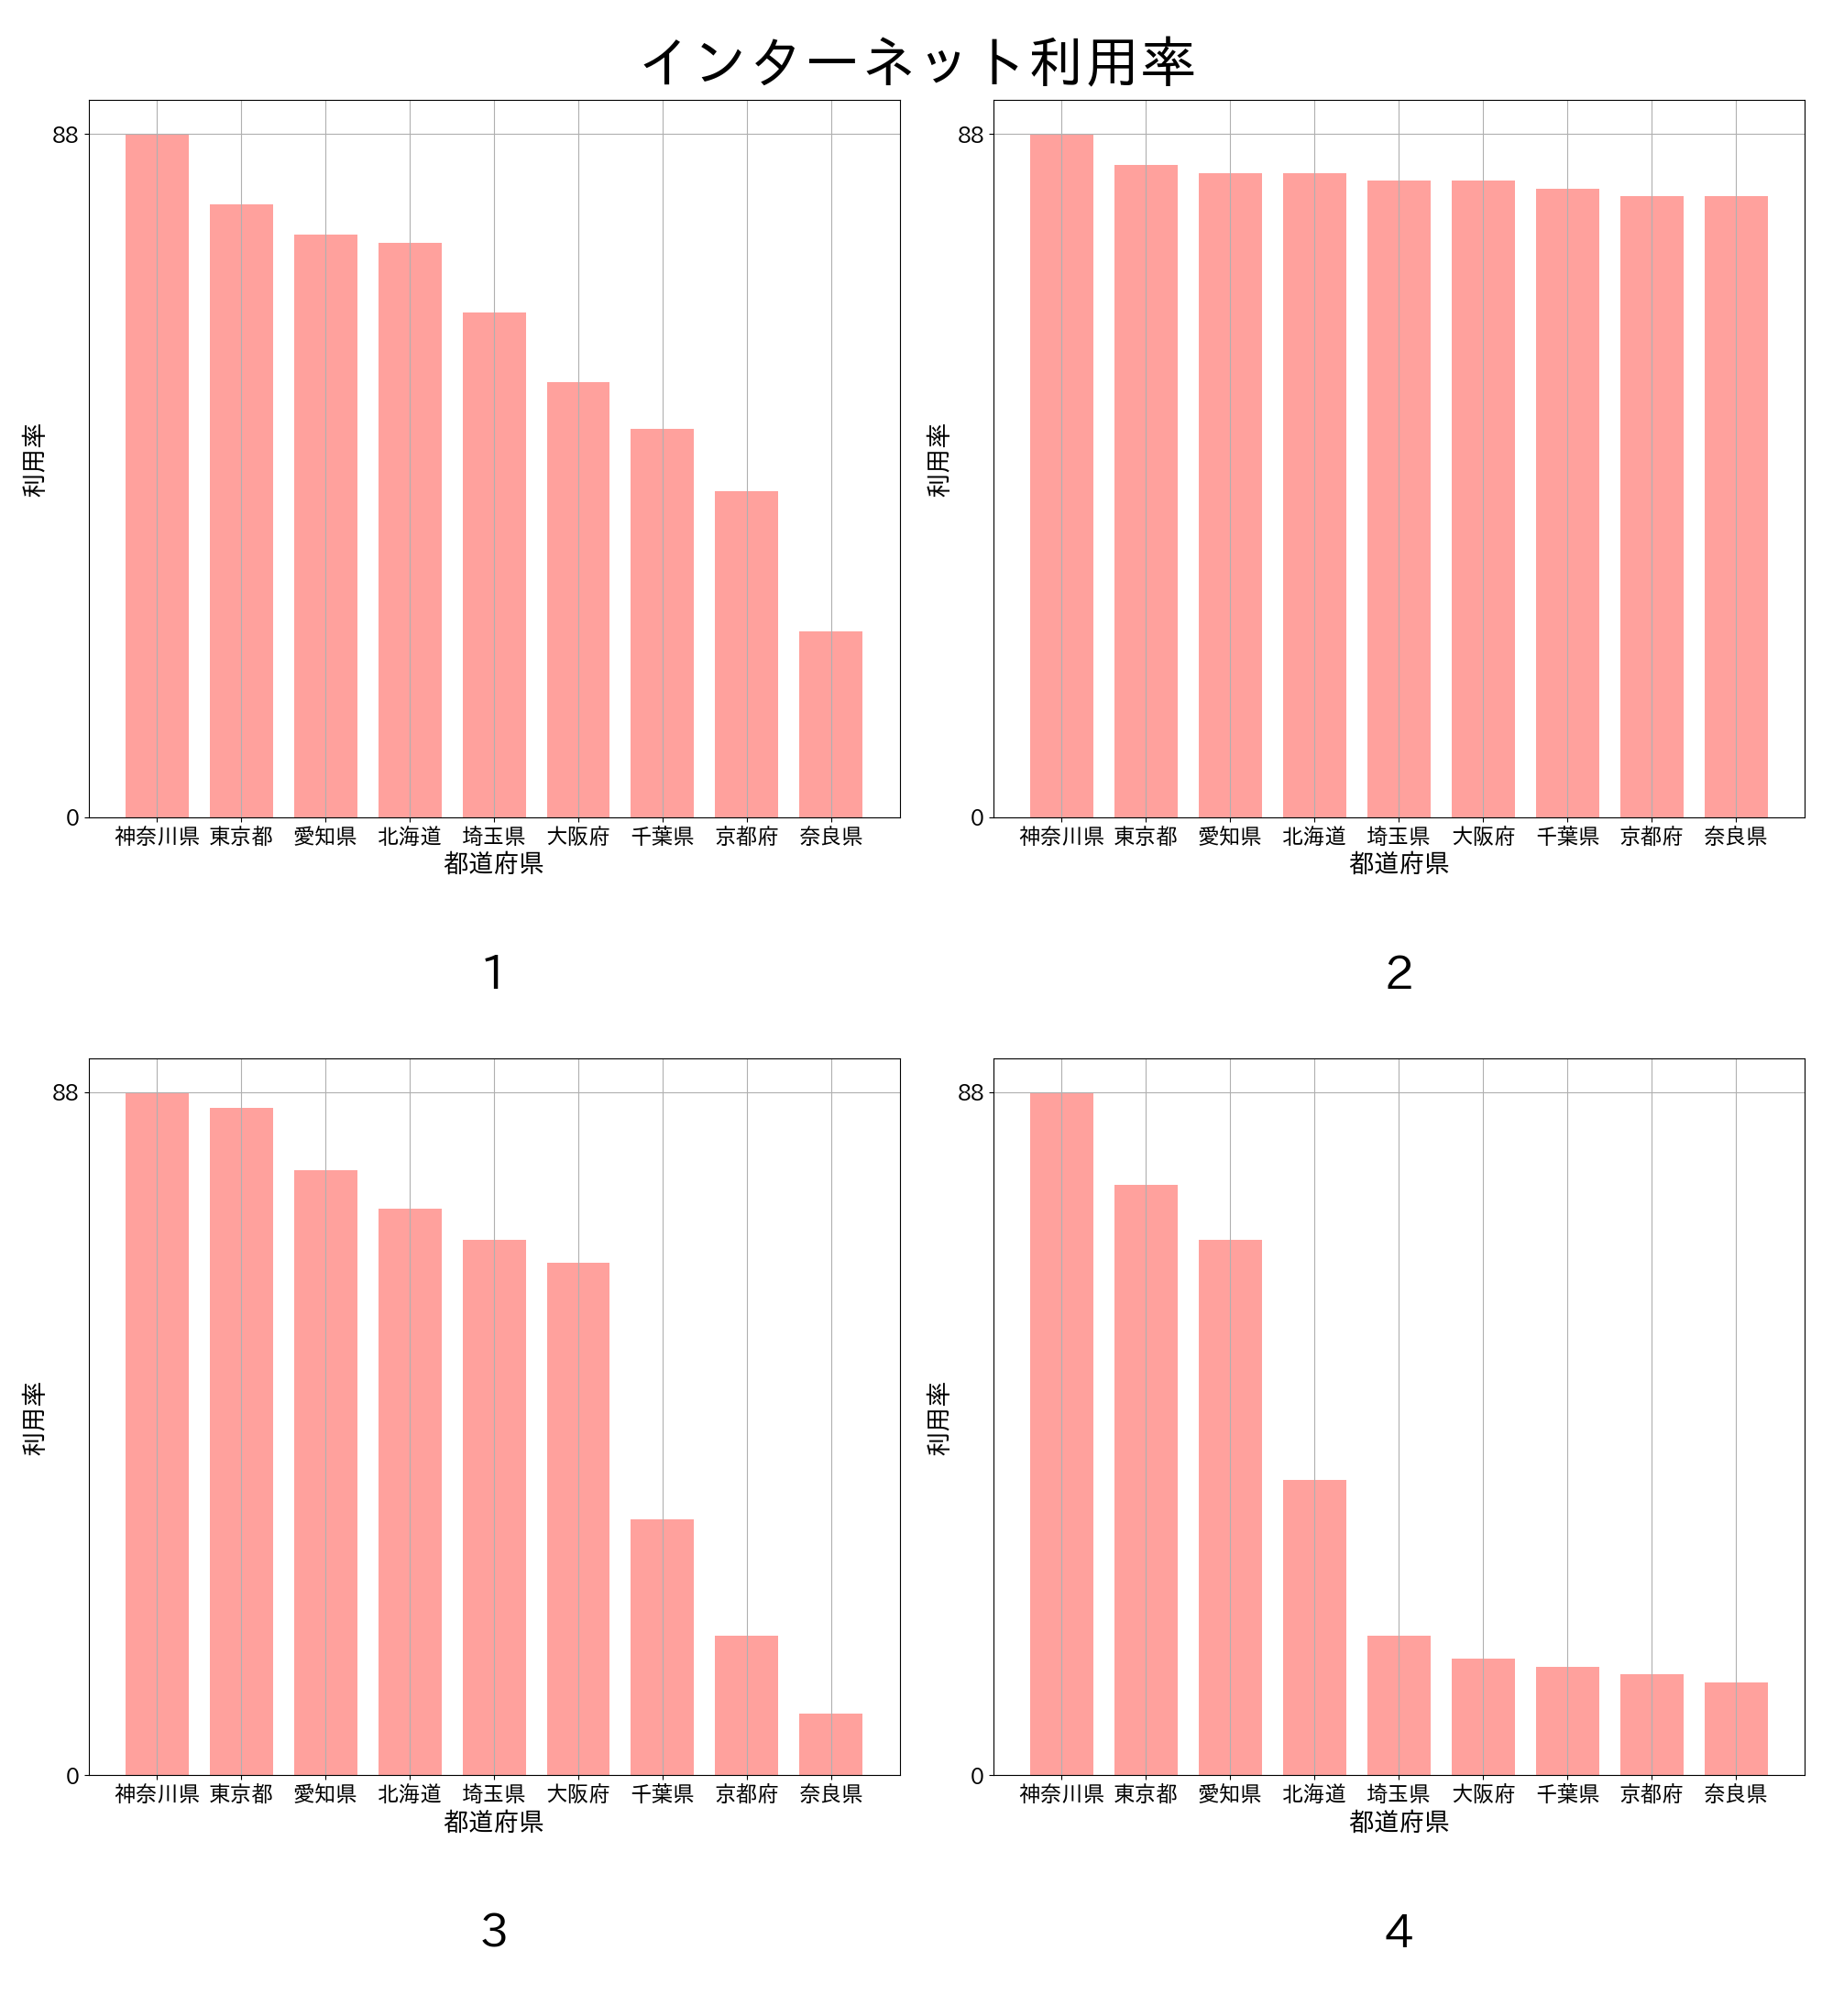 インターネット利用率
88
0
利用率
神奈川県 東京都 愛知県 北海道 埼玉県 大阪府 千葉県 京都府 奈良県
都道府県
1
88
0
利用率
神奈川県 東京都 愛知県 北海道 埼玉県 大阪府 千葉県 京都府 奈良県
都道府県
2
88
0
利用率
神奈川県 東京都 愛知県 北海道 埼玉県 大阪府 千葉県 京都府 奈良県
都道府県
3
88
0
利用率
神奈川県 東京都 愛知県 北海道 埼玉県 大阪府 千葉県 京都府 奈良県
都道府県
4